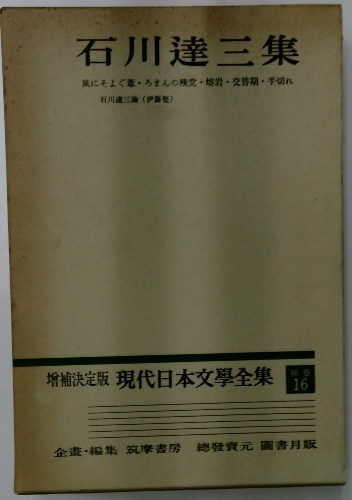 石川達三集
風にそよぐ葦・ろまんの残党・熔岩・交替期・手切れ
石川達三論(伊藤整)
増補決定版 現代日本文學全集 補卷 16
企畫・編集 筑摩書房 總發賣元 圖書月販